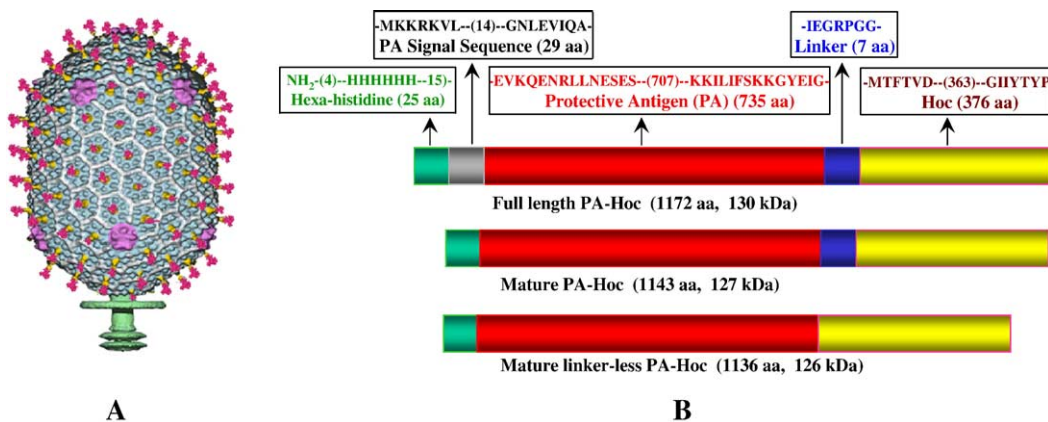 -MKKRKVL--(14)--GNLEVIQA-
PA Signal Sequence (29 aa)
-IEGRPGG-
Linker (7 aa)
NH2-(4)--HHHHHH--15)-
Hexa-histidine (25 aa)
-EVKQENRLLNESES--(707)--KKILIFSKKGYEIG-
Protective Antigen (PA) (735 aa)
-MTFTVD--(363)--GIIYTYP
Hoc (376 aa)
Full length PA-Hoc (1172 aa, 130 kDa)
Mature PA-Hoc (1143 aa, 127 kDa)
Mature linker-less PA-Hoc (1136 aa, 126 kDa)
A
B